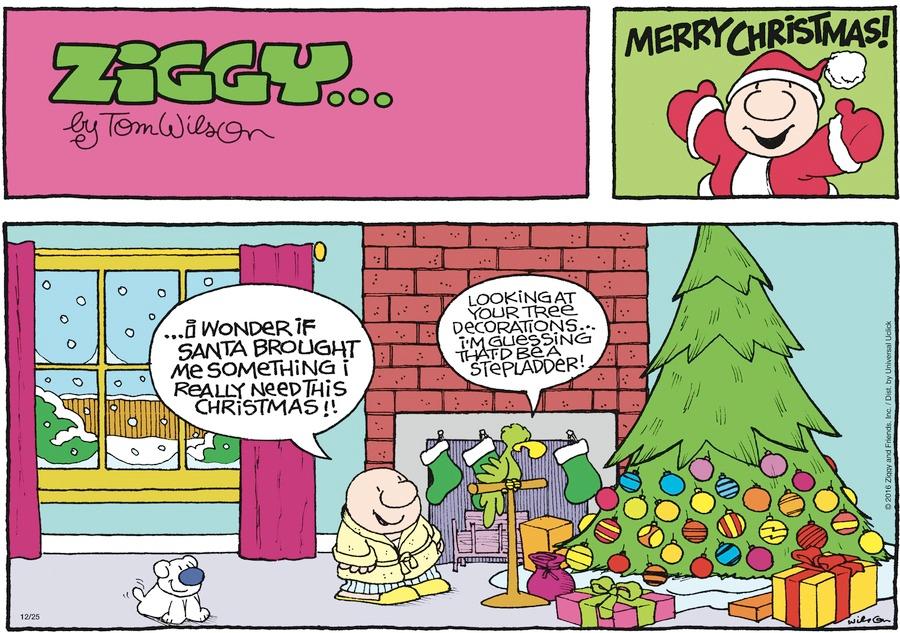 ZiGGY...
by Tom Wilson
MERRY CHRiSTMAS!
...i WONDER iF
SANTA BROUGHT
Me SOMETHiNG i
ReALLY NeeD THiS
CHRiSTMAS!!
LOOKiNG AT
YOUR TRee
DeCORATiONS...
i'M GUeSSiNG
THAT'D Be A
STePLADDeR!
© 2016 Ziggy and Friends, Inc. / Dist. by Universal Uclick
12/25
WiLSOn